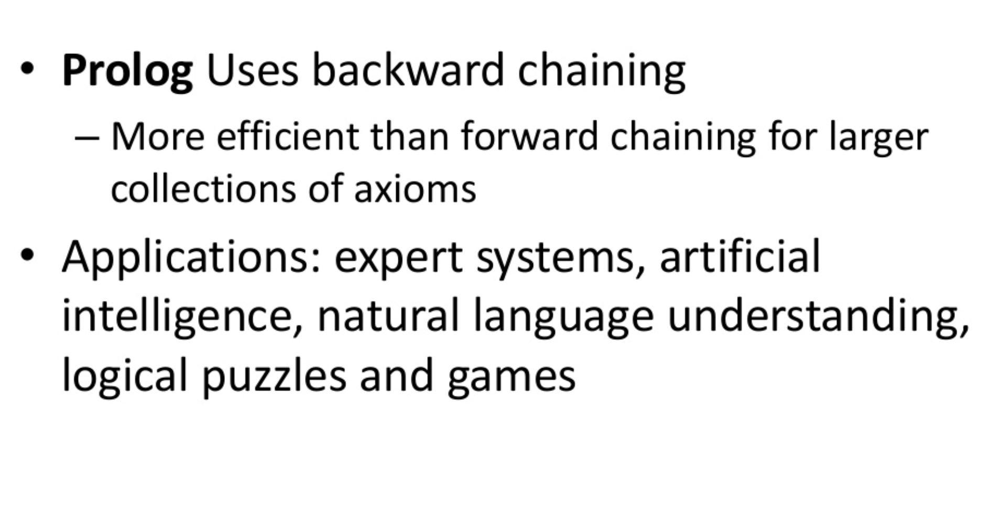 • Prolog Uses backward chaining
– More efficient than forward chaining for larger
collections of axioms
• Applications: expert systems, artificial
intelligence, natural language understanding,
logical puzzles and games